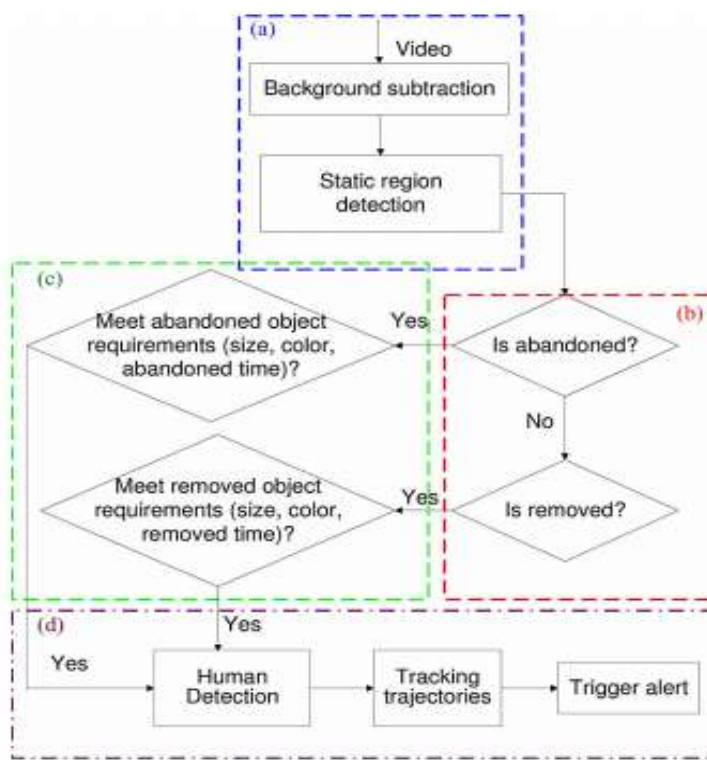 (a)
Video
Background subtraction
Static region
detection
(c)
Meet abandoned object
requirements (size, color,
abandoned time)?
Yes
(b)
Is abandoned?
No
Meet removed object
requirements (size, color,
removed time)?
Yes
Is removed?
(d)
Yes
Yes
Human
Detection
Tracking
trajectories
Trigger alert